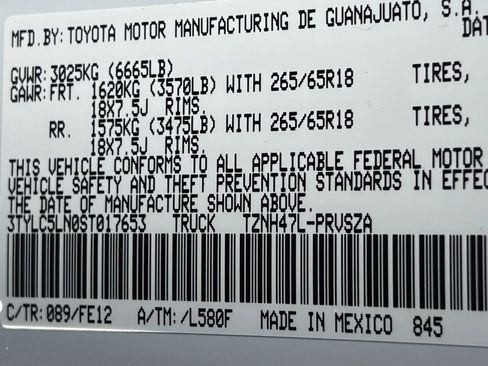 MFD.BY: TOYOTA MOTOR MANUFACTURING DE GUANAJUATO, S.A.
DAT
GVWR: 3025KG (6665LB)
GAWR: FRT. 1620KG (3570LB) WITH 265/65R18 TIRES,
18X7.5J RIMS.
RR. 1575KG (3475LB) WITH 265/65R18 TIRES,
18X7.5J RIMS.
THIS VEHICLE CONFORMS TO ALL APPLICABLE FEDERAL MOTOR
VEHICLE SAFETY AND THEFT PREVENTION STANDARDS IN EFFEC
THE DATE OF MANUFACTURE SHOWN ABOVE.
3TYLC5LN0ST017653 TRUCK TZNH47L-PRVSZA
C/TR: 089/FE12 A/TM: /L580F MADE IN MEXICO 845